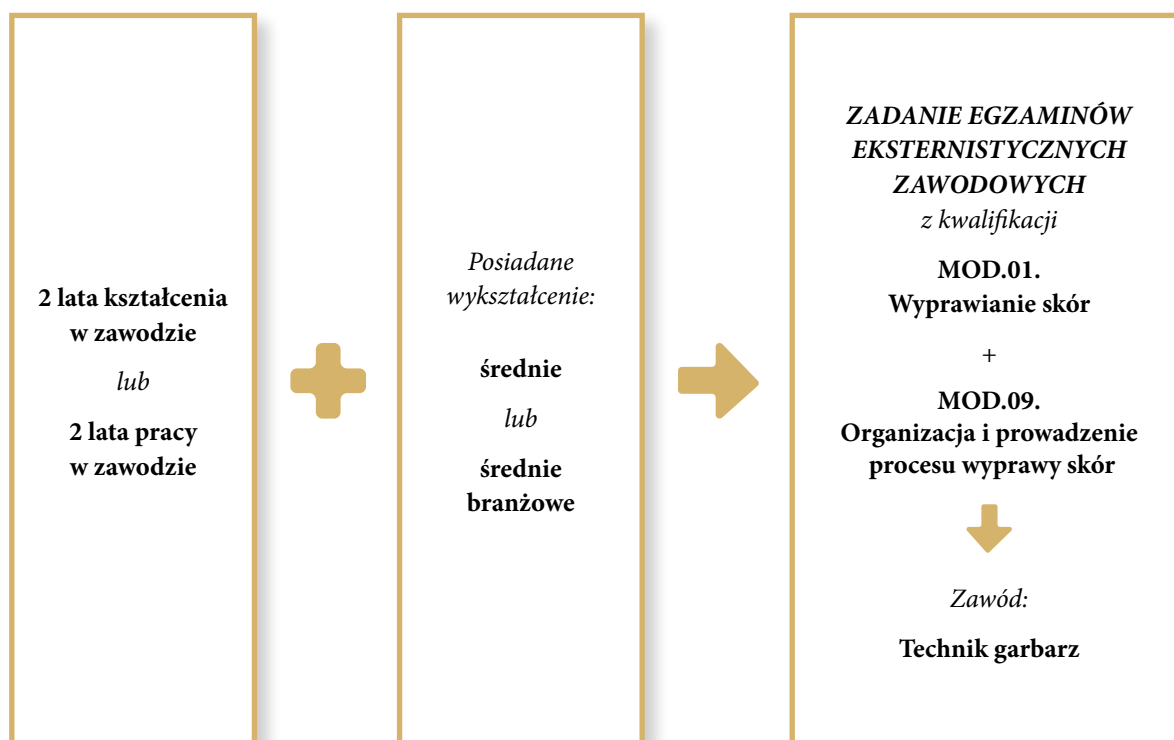 2 lata kształcenia
w zawodzie
lub
2 lata pracy
w zawodzie
Posiadane
wykształcenie:
średnie
lub
średnie
branżowe
ZADANIE EGZAMINÓW
EKSTERNISTYCZNYCH
ZAWODOWYCH
z kwalifikacji
MOD.01.
Wyprawianie skór
+
MOD.09.
Organizacja i prowadzenie
procesu wyprawy skór
Zawód:
Technik garbarz